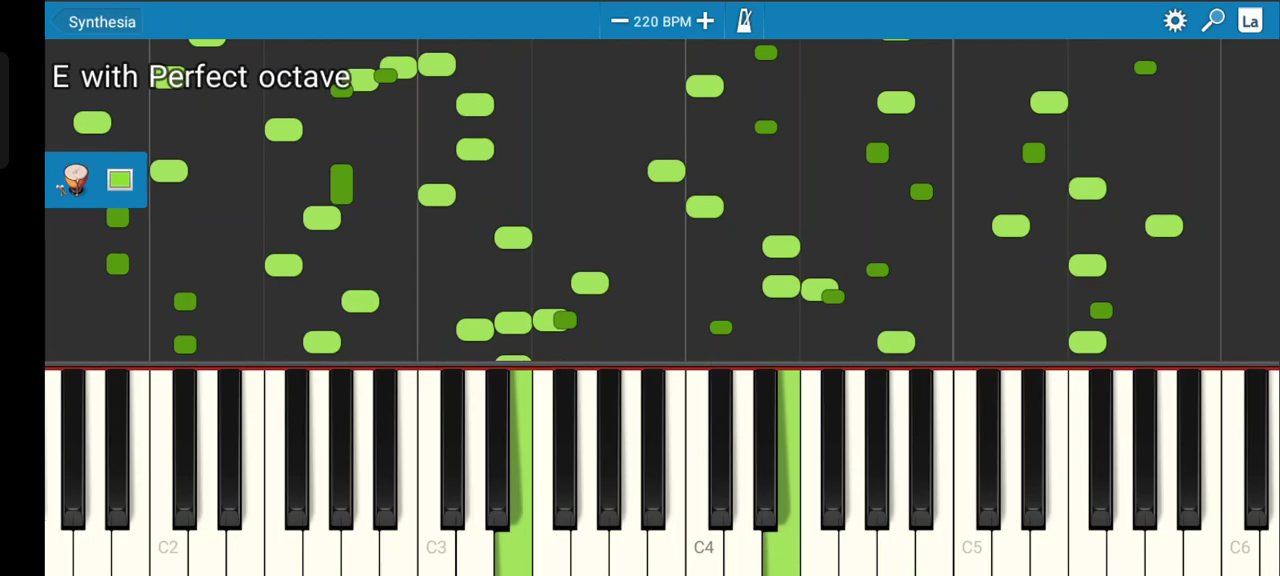 Synthesia
220 BPM
La
E with Perfect octave
C2 C3 C4 C5 C6